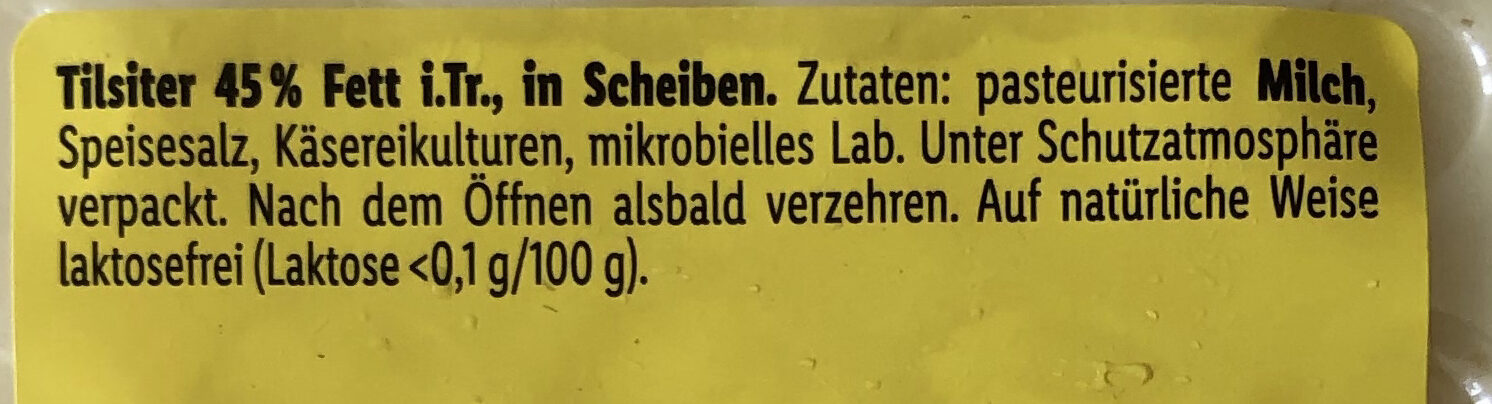 Tilsiter 45% Fett i.Tr., in Scheiben. Zutaten: pasteurisierte Milch,
Speisesalz, Käsereikulturen, mikrobielles Lab. Unter Schutzatmosphäre
verpackt. Nach dem Öffnen alsbald verzehren. Auf natürliche Weise
laktosefrei (Laktose <0,1 g/100 g).